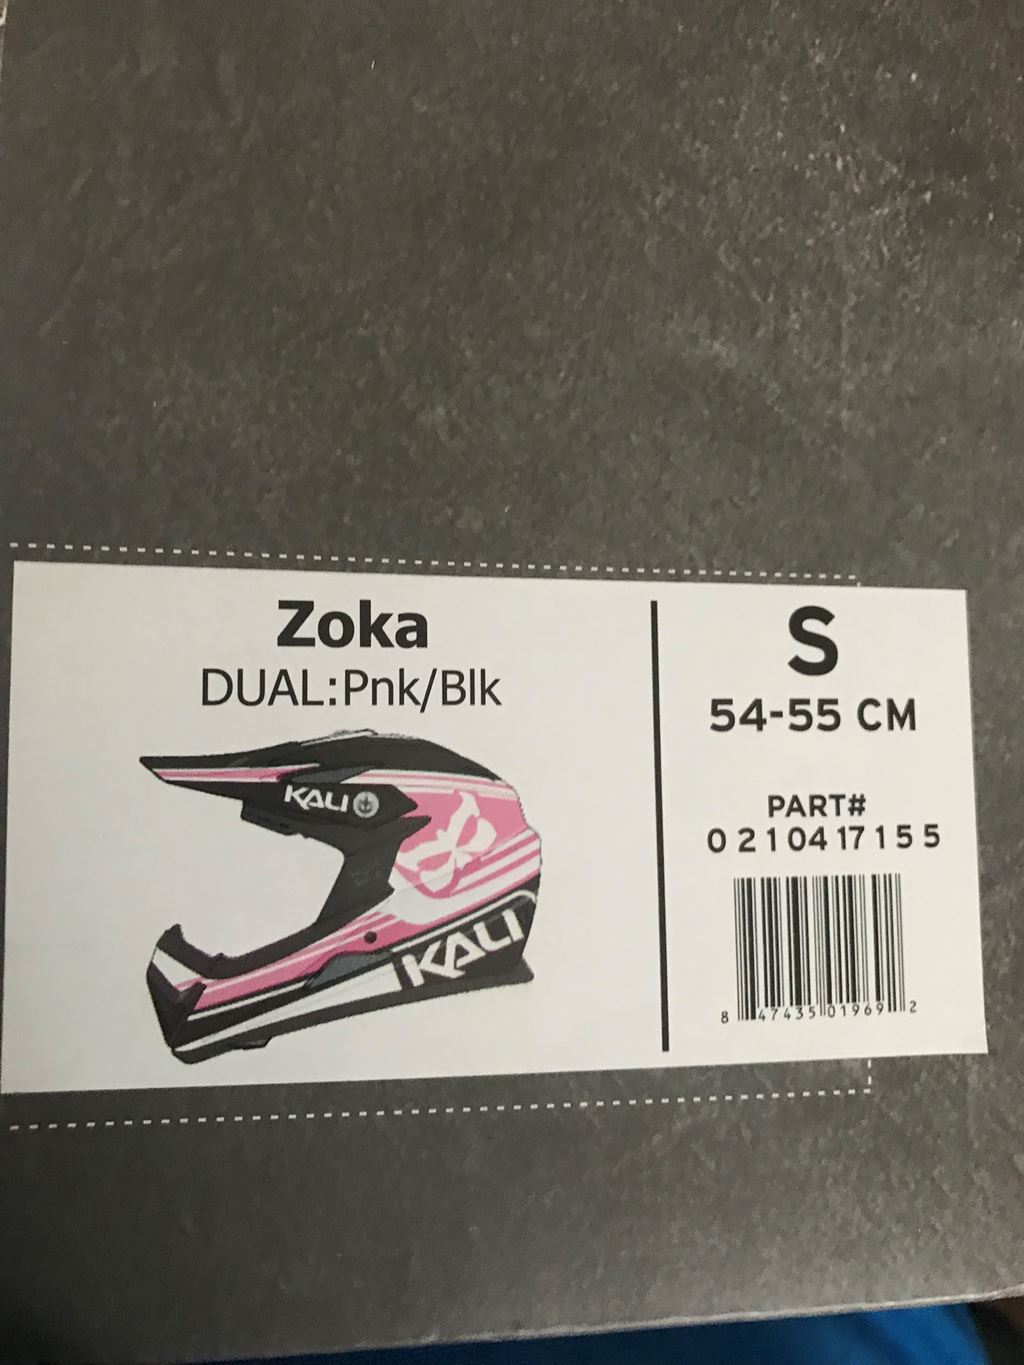 Zoka
DUAL:Pnk/Blk
KALI
KALI
S
54-55 CM
PART#
0210417155
8 47435 01969 2